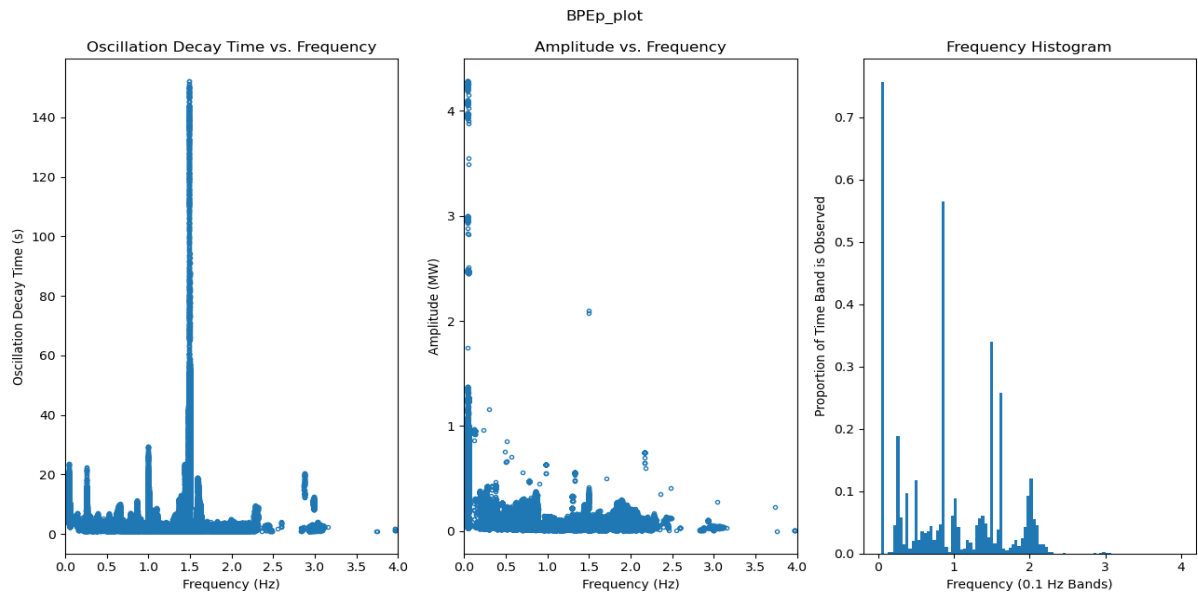 BPEp_plot
Oscillation Decay Time vs. Frequency
Oscillation Decay Time (s)
140
120
100
80
60
40
20
0
0.0 0.5 1.0 1.5 2.0 2.5 3.0 3.5 4.0
Frequency (Hz)
Amplitude vs. Frequency
Amplitude (MW)
4
3
2
1
0
0.0 0.5 1.0 1.5 2.0 2.5 3.0 3.5 4.0
Frequency (Hz)
Frequency Histogram
Proportion of Time Band is Observed
0.7
0.6
0.5
0.4
0.3
0.2
0.1
0.0
0 1 2 3 4
Frequency (0.1 Hz Bands)